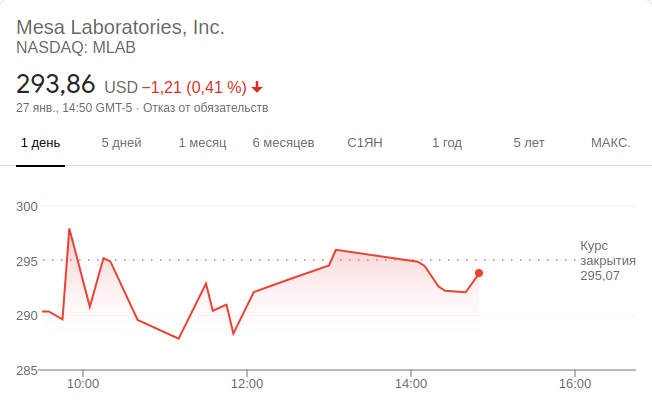 Mesa Laboratories, Inc.
NASDAQ: MLAB
293,86 USD −1,21 (0,41 %)
27 янв., 14:50 GMT-5 · Отказ от обязательств
1 день 5 дней 1 месяц 6 месяцев С1ЯН 1 год 5 лет МАКС.
300
295
290
285
Курс
закрытия
295,07
10:00 12:00 14:00 16:00